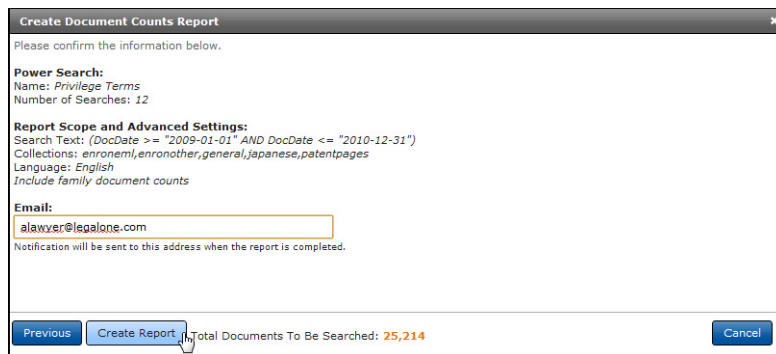 Create Document Counts Report
Please confirm the information below.
Power Search:
Name: Privilege Terms
Number of Searches: 12
Report Scope and Advanced Settings:
Search Text: (DocDate >= "2009-01-01" AND DocDate <= "2010-12-31")
Collections: enroneml,enronother,general,japanese,patentpages
Language: English
Include family document counts
Email:
alawyer@legalone.com
Notification will be sent to this address when the report is completed.
Previous Create Report Total Documents To Be Searched: 25,214 Cancel